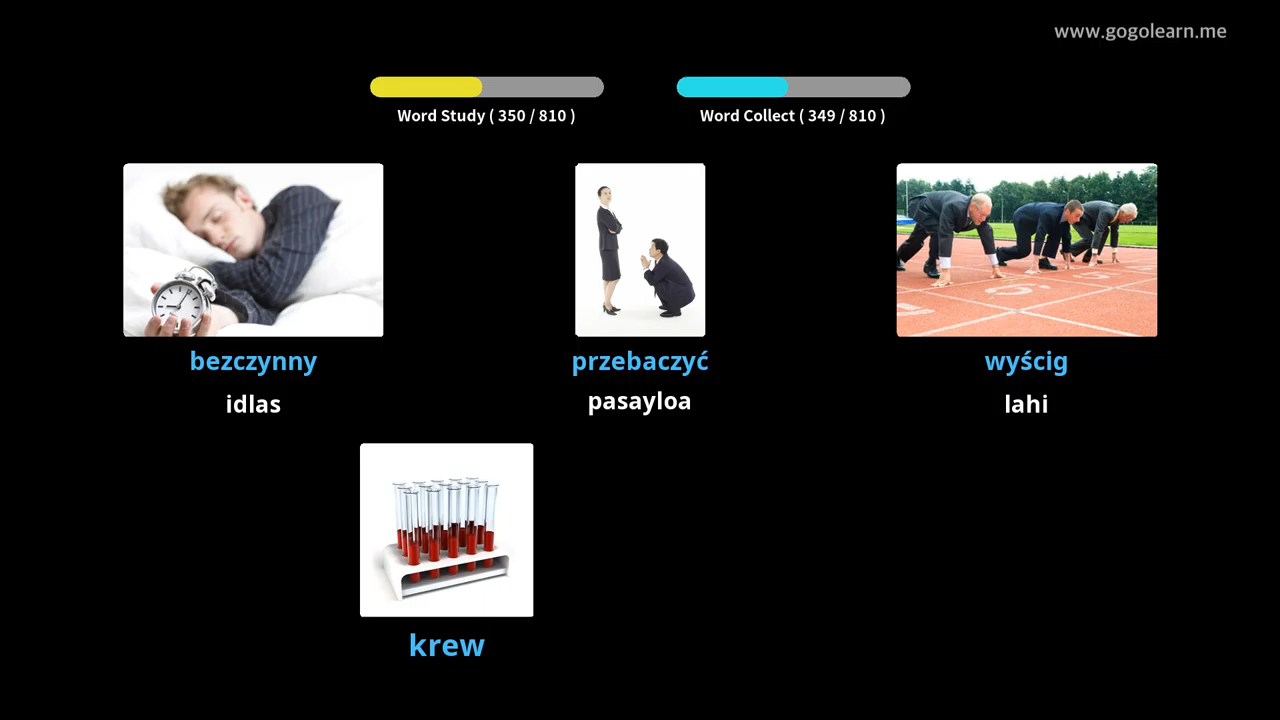 www.gogolearn.me
Word Study ( 350 / 810 )
Word Collect ( 349 / 810 )
bezczynny
przebaczyć
wyścig
idlas
pasayloa
lahi
krew